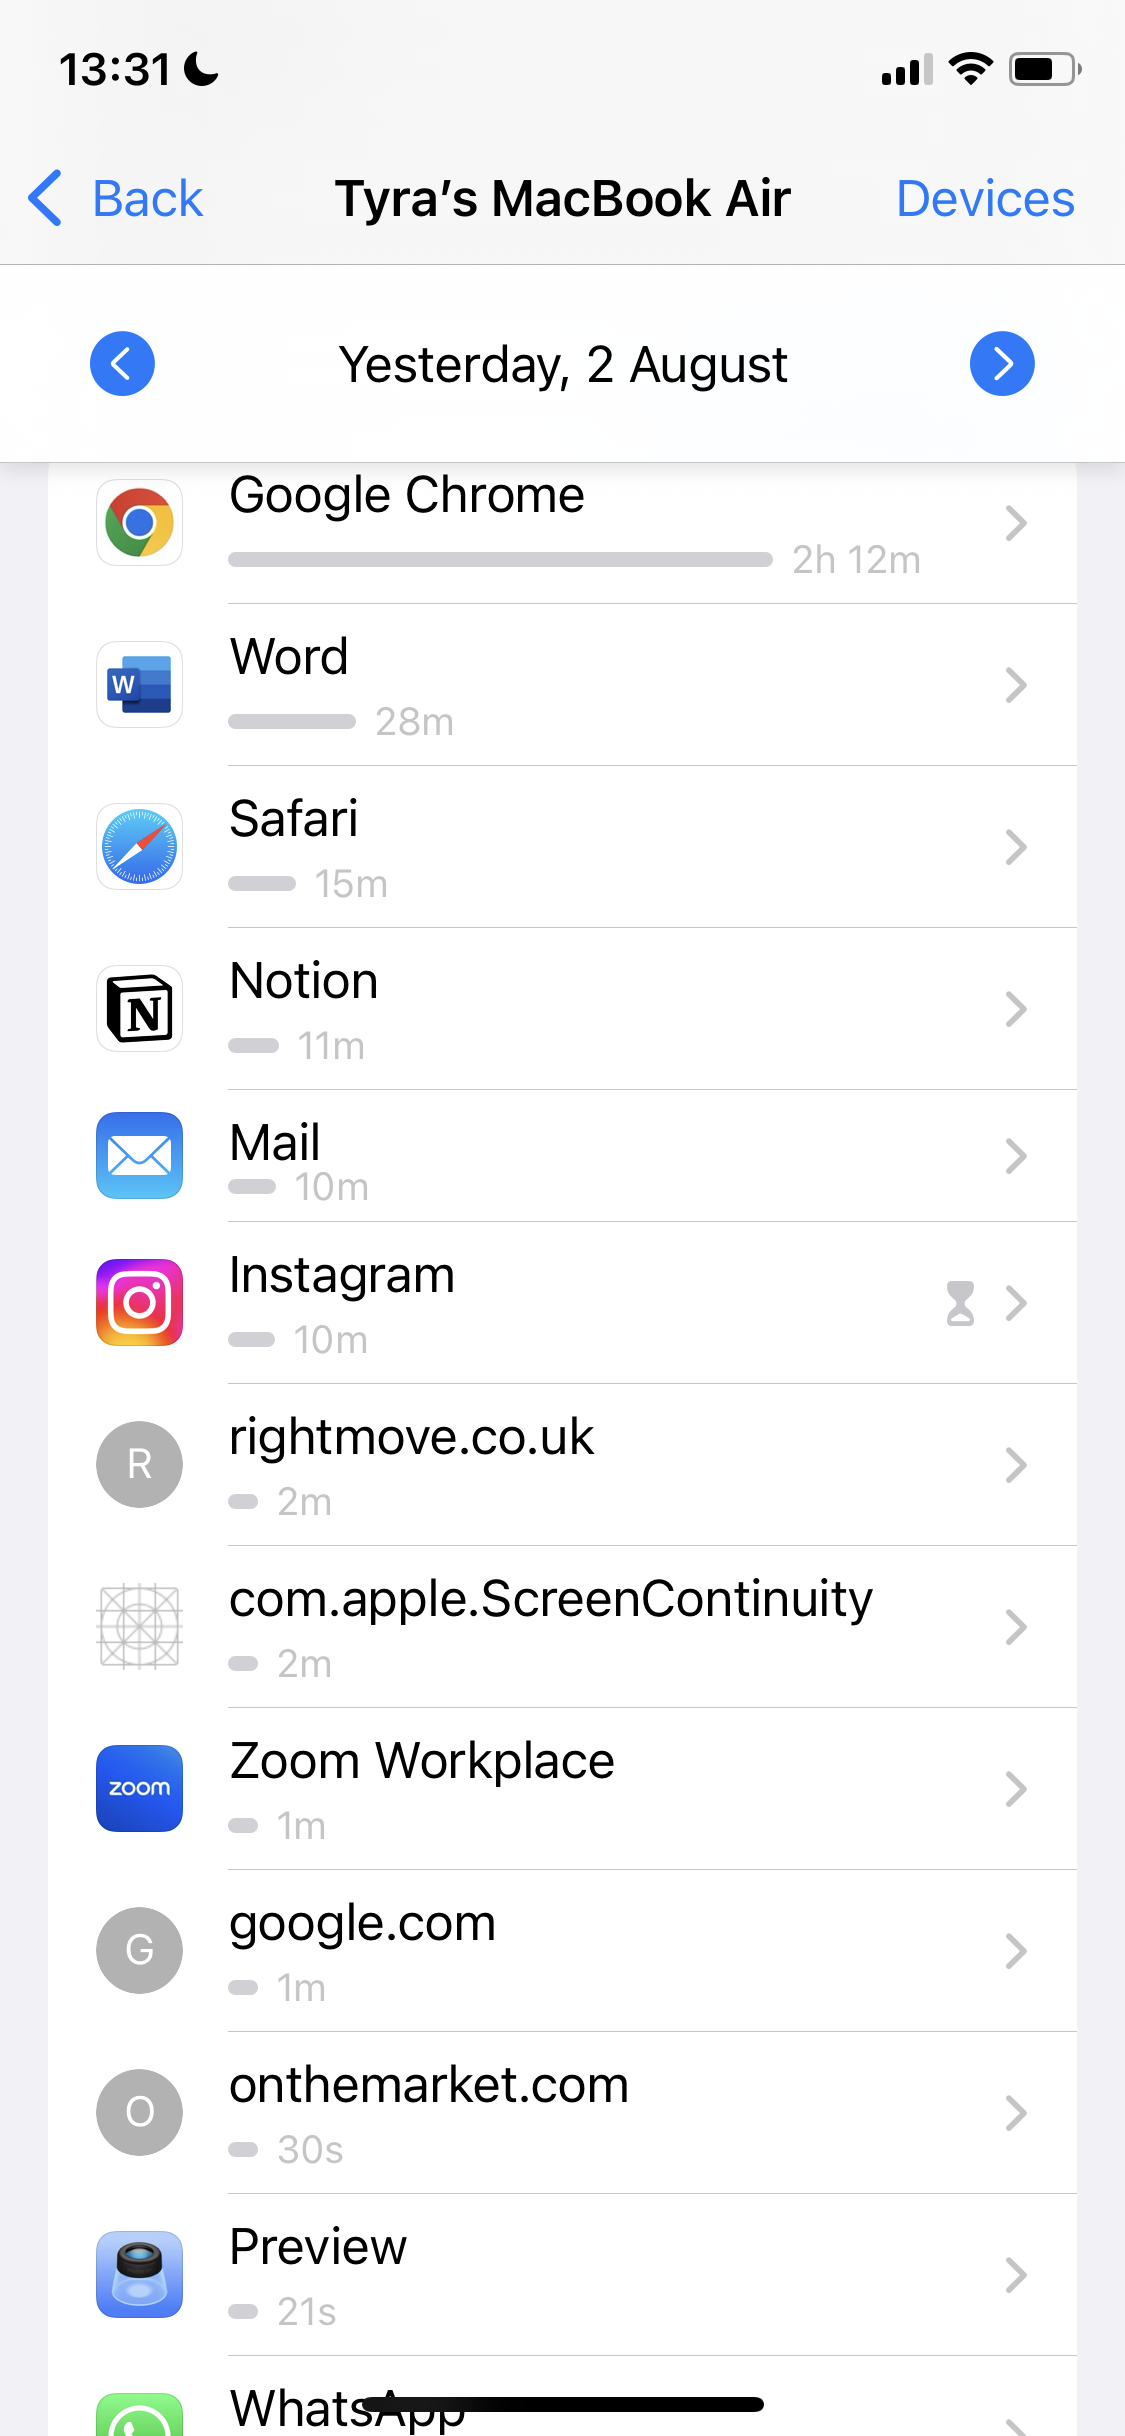 13:31
Back Tyra's MacBook Air Devices
Yesterday, 2 August
Google Chrome
2h 12m
Word
W
28m
Safari
15m
Notion
N
11m
Mail
10m
Instagram
10m
rightmove.co.uk
R
2m
com.apple.ScreenContinuity
2m
Zoom Workplace
zoom
1m
google.com
G
1m
onthemarket.com
O
30s
Preview
21s
WhatsApp